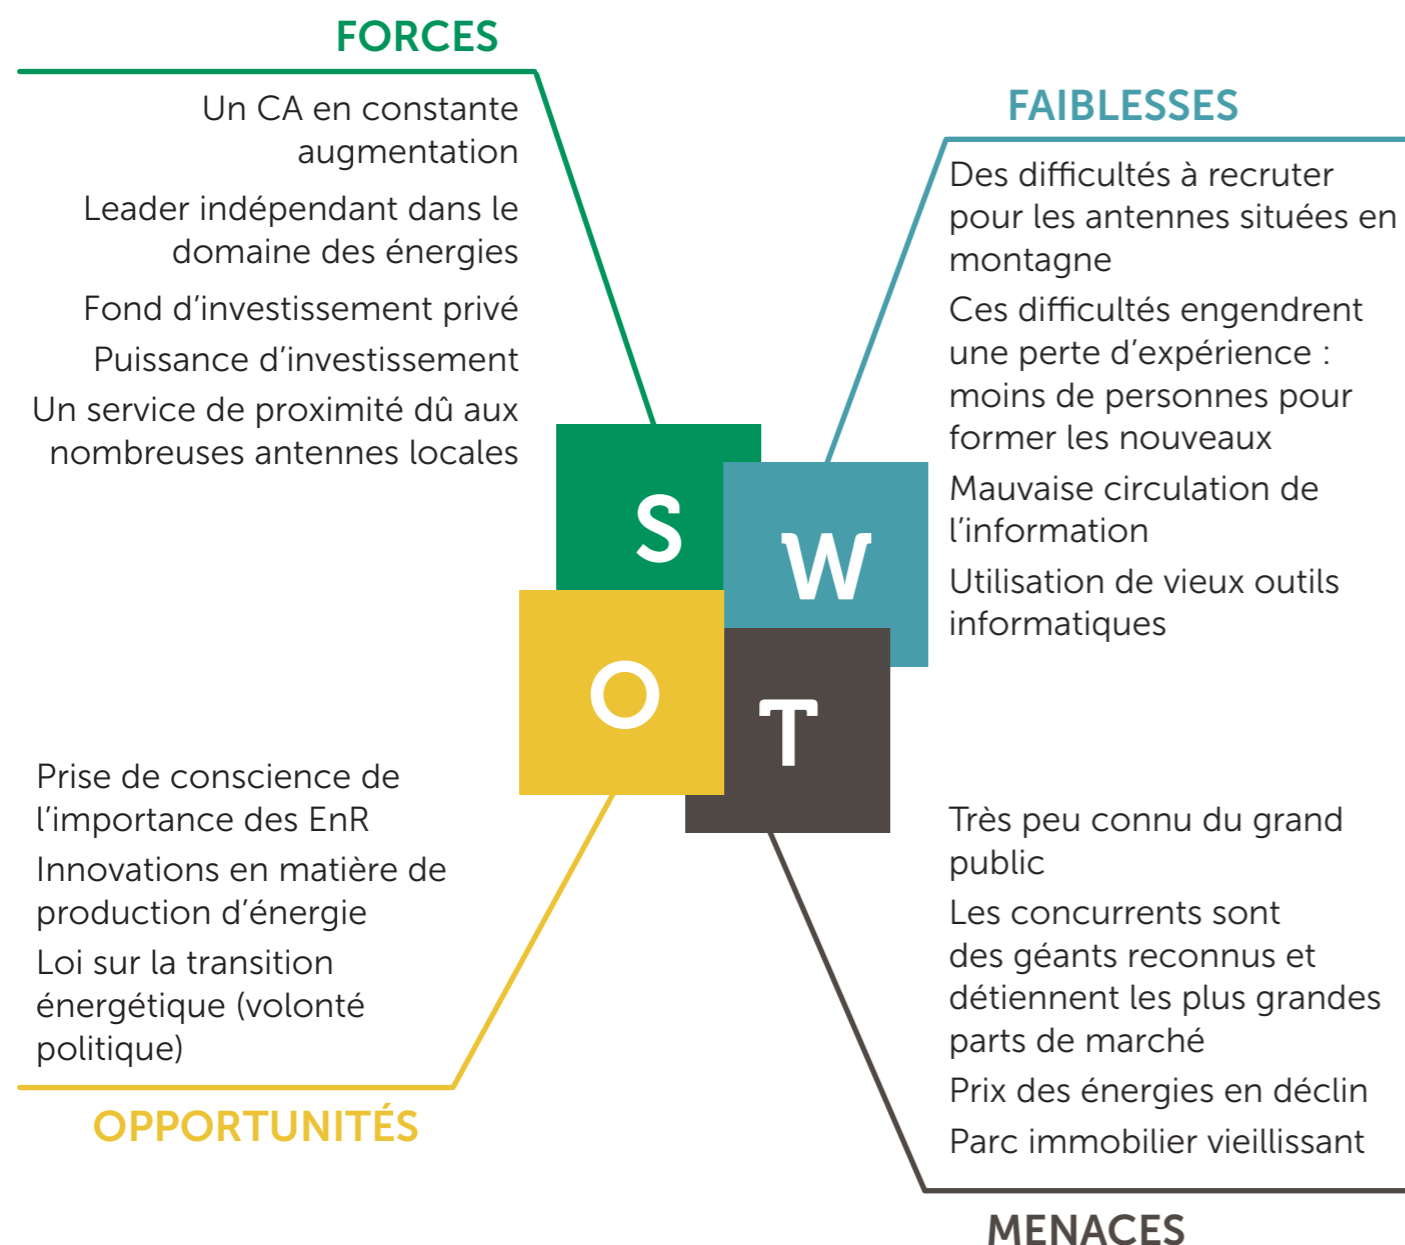 FORCES
Un CA en constante
augmentation
Leader indépendant dans le
domaine des énergies
Fond d’investissement privé
Puissance d’investissement
Un service de proximité dû aux
nombreuses antennes locales
FAIBLESSES
Des difficultés à recruter
pour les antennes situées en
montagne
Ces difficultés engendrent
une perte d’expérience :
moins de personnes pour
former les nouveaux
Mauvaise circulation de
l’information
Utilisation de vieux outils
informatiques
S
W
O
T
Prise de conscience de
l’importance des EnR
Innovations en matière de
production d’énergie
Loi sur la transition
énergétique (volonté
politique)
OPPORTUNITÉS
Très peu connu du grand
public
Les concurrents sont
des géants reconnus et
détiennent les plus grandes
parts de marché
Prix des énergies en déclin
Parc immobilier vieillissant
MENACES